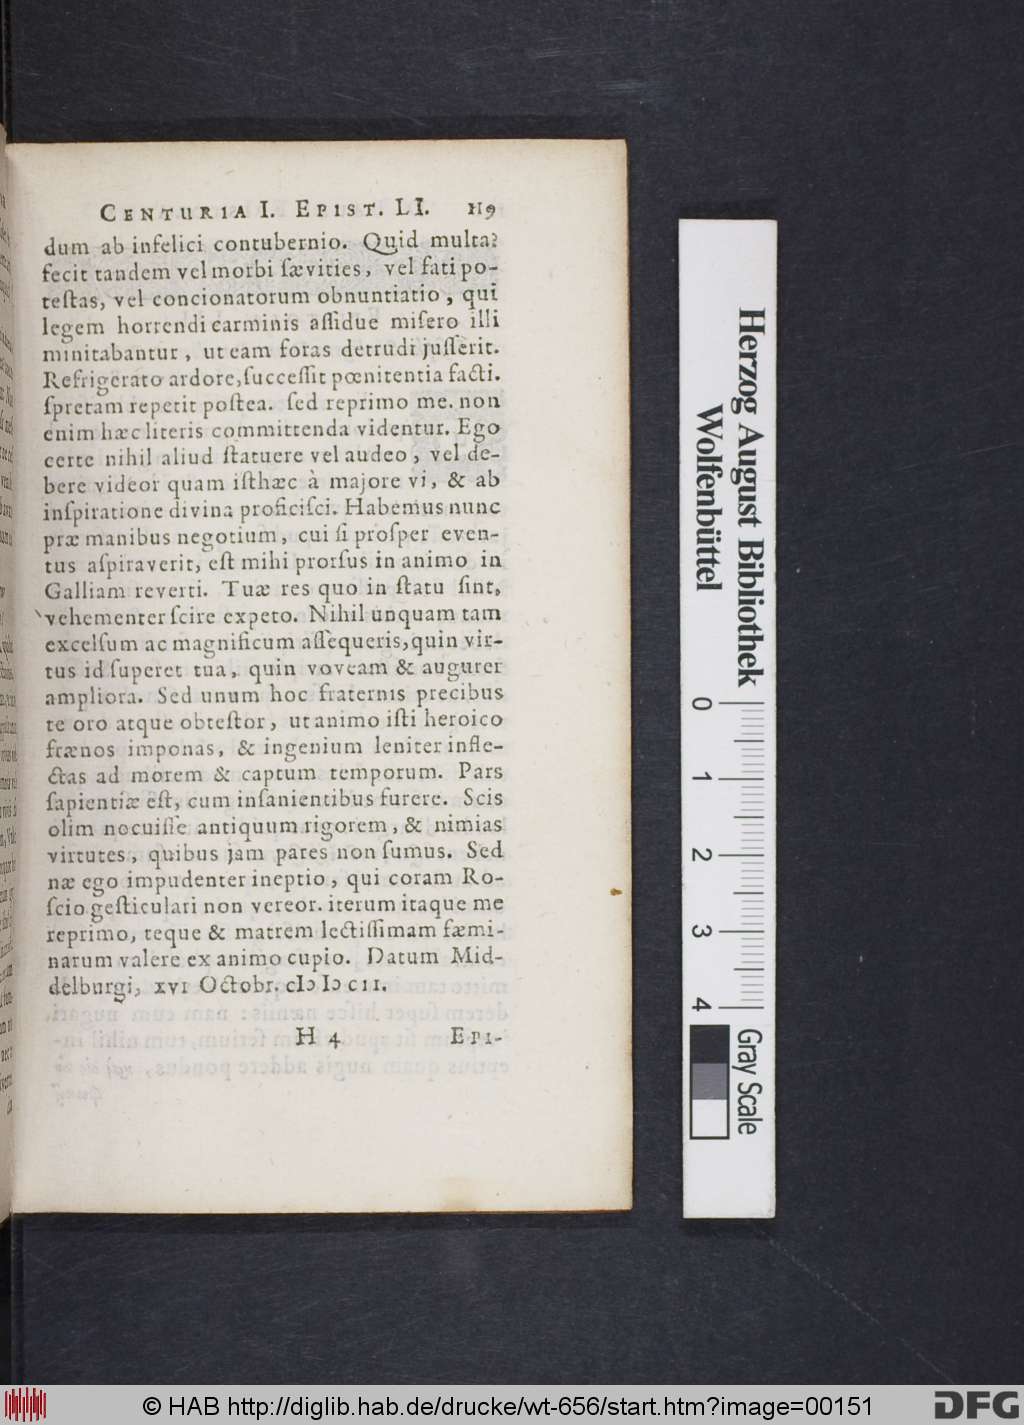 CENTURIA I. EPIST. LI. 119
dum ab infelici contubernio. Quid multa?
fecit tandem vel morbi ſævities, vel fati po-
teſtas, vel concionatorum obnuntiatio, qui
legem horrendi carminis aſſidue miſero illi
minitabantur, ut eam foras detrudi juſſerit.
Refrigerato ardore, ſucceſſit pœnitentia facti.
ſpretam repetit poſtea. ſed reprimo me. non
enim hæc literis committenda videntur. Ego
certe nihil aliud ſtatuere vel audeo, vel de-
bere videor quam iſthæc à majore vi, & ab
inſpiratione divina proficiſci. Habemus nunc
præ manibus negotium, cui ſi proſper even-
tus aſpiraverit, eſt mihi prorſus in animo in
Galliam reverti. Tuæ res quo in ſtatu ſint,
vehementer ſcire expeto. Nihil unquam tam
excelſum ac magnificum aſſequeris, quin vir-
tus id ſuperet tua, quin voveam & augurer
ampliora. Sed unum hoc fraternis precibus
te oro atque obteſtor, ut animo iſti heroico
frænos imponas, & ingenium leniter infle-
ctas ad morem & captum temporum. Pars
ſapientiæ eſt, cum inſanientibus furere. Scis
olim nocuiſſe antiquum rigorem, & nimias
virtutes, quibus jam pares non ſumus. Sed
næ ego impudenter ineptio, qui coram Ro-
ſcio geſticulari non vereor. iterum itaque me
reprimo, teque & matrem lectiſſimam fæmi-
narum valere ex animo cupio. Datum Mid-
delburgi, XVI Octobr. cIↄ Iↄ CII.
H 4 EPI-
Herzog August Bibliothek
Wolfenbüttel
0 1 2 3 4
Gray Scale
© HAB http://diglib.hab.de/drucke/wt-656/start.htm?image=00151
DFG